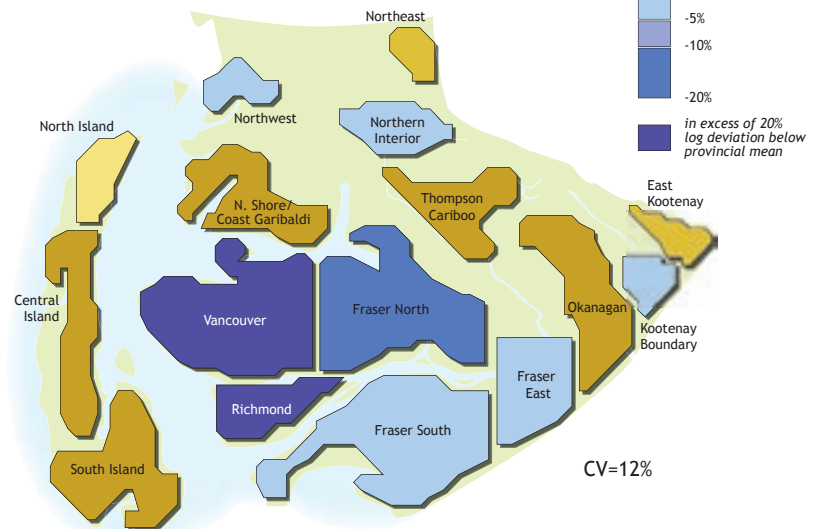 Northeast
-5%
-10%
-20%
in excess of 20%
log deviation below
provincial mean
Northwest
Northern
Interior
North Island
N. Shore/
Coast Garibaldi
Thompson
Cariboo
East
Kootenay
Central
Island
Vancouver
Fraser North
Okanagan
Kootenay
Boundary
Richmond
Fraser
East
Fraser South
South Island
CV=12%